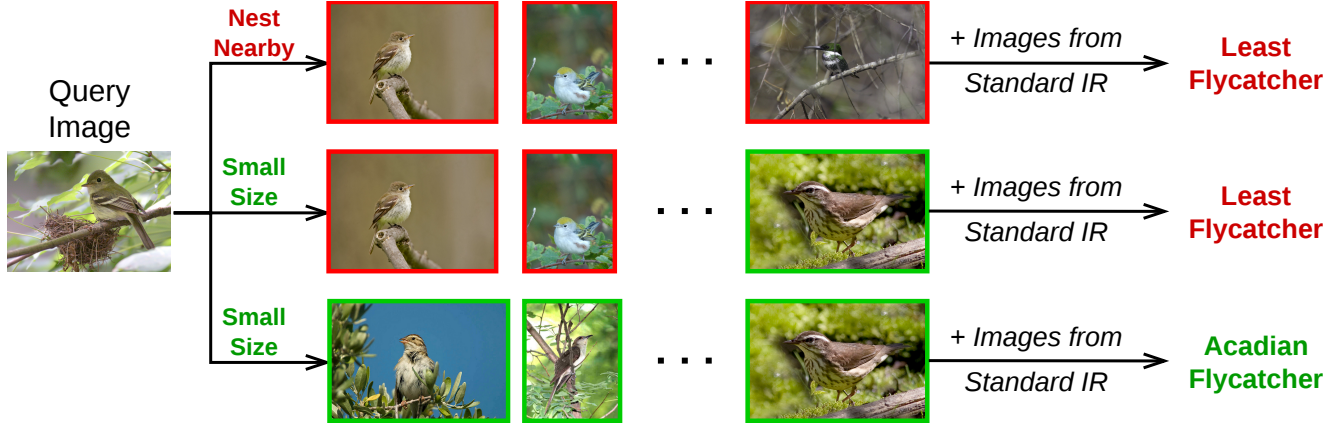 Query
Image
Nest
Nearby
. . .
+ Images from
Standard IR
Least
Flycatcher
Small
Size
. . .
+ Images from
Standard IR
Least
Flycatcher
Small
Size
. . .
+ Images from
Standard IR
Acadian
Flycatcher